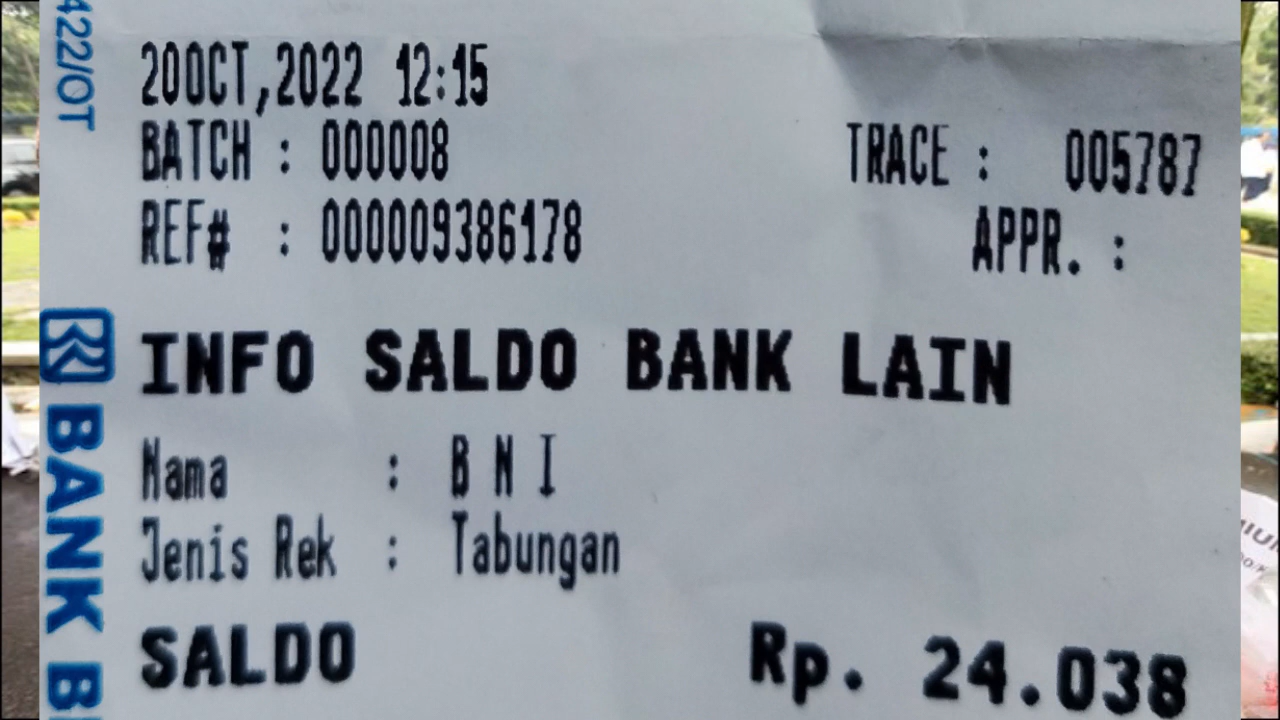 422/OT
20OCT,2022 12:15
BATCH : 000008 TRACE : 005787
REF# : 000009386178 APPR. :
INFO SALDO BANK LAIN
Nama : B N I
Jenis Rek : Tabungan
SALDO Rp. 24.038
BANK